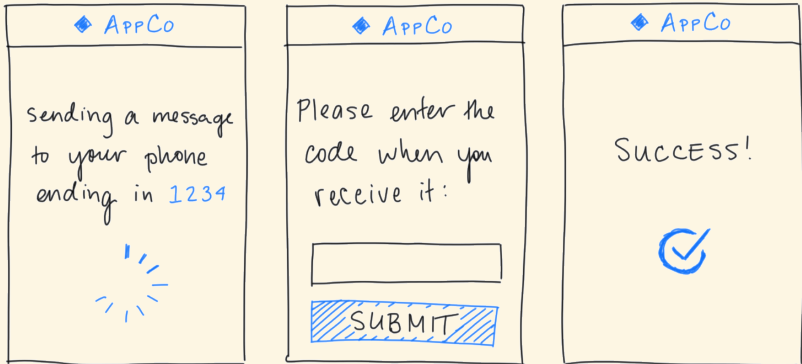 AppCo
sending a message
to your phone
ending in 1234
AppCo
Please enter the
code when you
receive it:
SUBMIT
AppCo
SUCCESS!